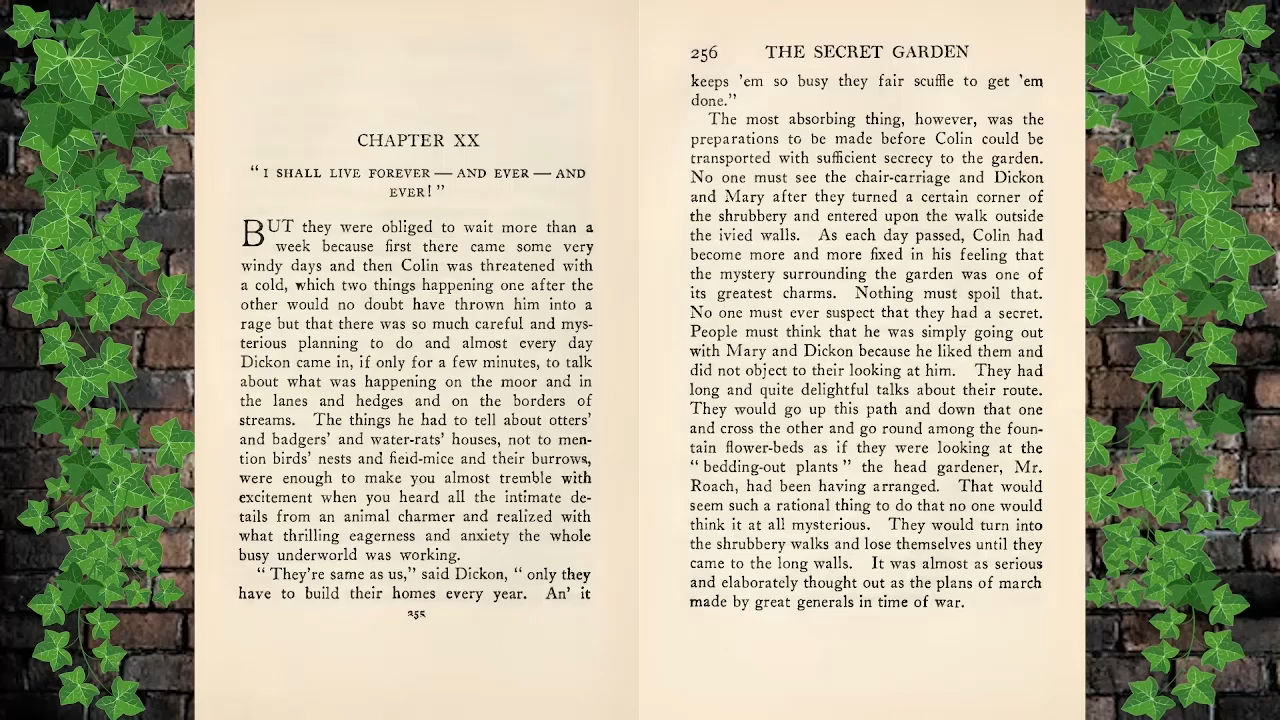 CHAPTER XX
“ I SHALL LIVE FOREVER — AND EVER — AND
EVER! ”
BUT they were obliged to wait more than a
week because first there came some very
windy days and then Colin was threatened with
a cold, which two things happening one after the
other would no doubt have thrown him into a
rage but that there was so much careful and mys-
terious planning to do and almost every day
Dickon came in, if only for a few minutes, to talk
about what was happening on the moor and in
the lanes and hedges and on the borders of
streams. The things he had to tell about otters’
and badgers’ and water-rats’ houses, not to men-
tion birds’ nests and field-mice and their burrows,
were enough to make you almost tremble with
excitement when you heard all the intimate de-
tails from an animal charmer and realized with
what thrilling eagerness and anxiety the whole
busy underworld was working.
“ They’re same as us,” said Dickon, “ only they
have to build their homes every year. An’ it
255
256 THE SECRET GARDEN
keeps ’em so busy they fair scuffle to get ’em
done.”
The most absorbing thing, however, was the
preparations to be made before Colin could be
transported with sufficient secrecy to the garden.
No one must see the chair-carriage and Dickon
and Mary after they turned a certain corner of
the shrubbery and entered upon the walk outside
the ivied walls. As each day passed, Colin had
become more and more fixed in his feeling that
the mystery surrounding the garden was one of
its greatest charms. Nothing must spoil that.
No one must ever suspect that they had a secret.
People must think that he was simply going out
with Mary and Dickon because he liked them and
did not object to their looking at him. They had
long and quite delightful talks about their route.
They would go up this path and down that one
and cross the other and go round among the foun-
tain flower-beds as if they were looking at the
“ bedding-out plants ” the head gardener, Mr.
Roach, had been having arranged. That would
seem such a rational thing to do that no one would
think it at all mysterious. They would turn into
the shrubbery walks and lose themselves until they
came to the long walls. It was almost as serious
and elaborately thought out as the plans of march
made by great generals in time of war.